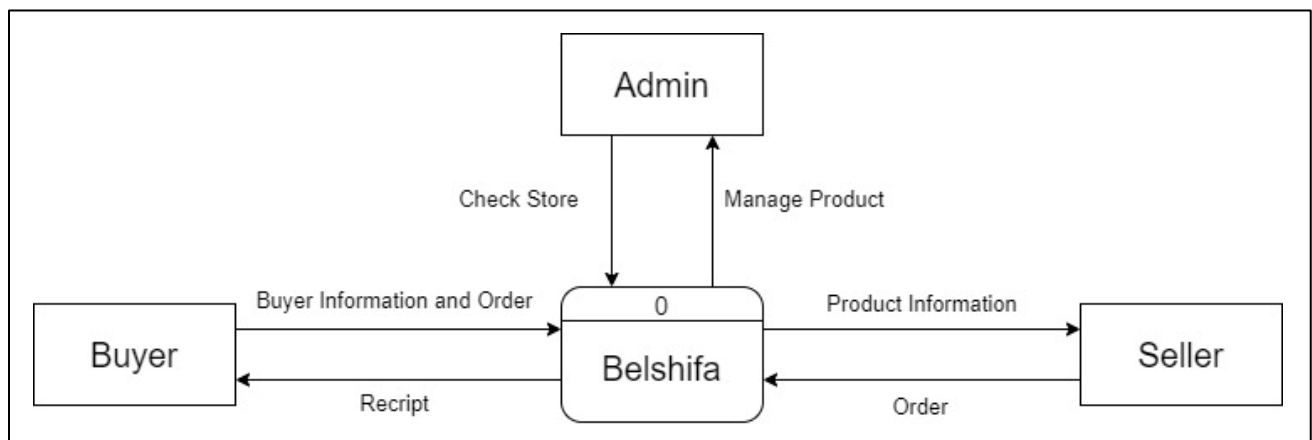 Admin
Check Store
Manage Product
Buyer Information and Order
0
Product Information
Buyer
Belshifa
Seller
Recript
Order